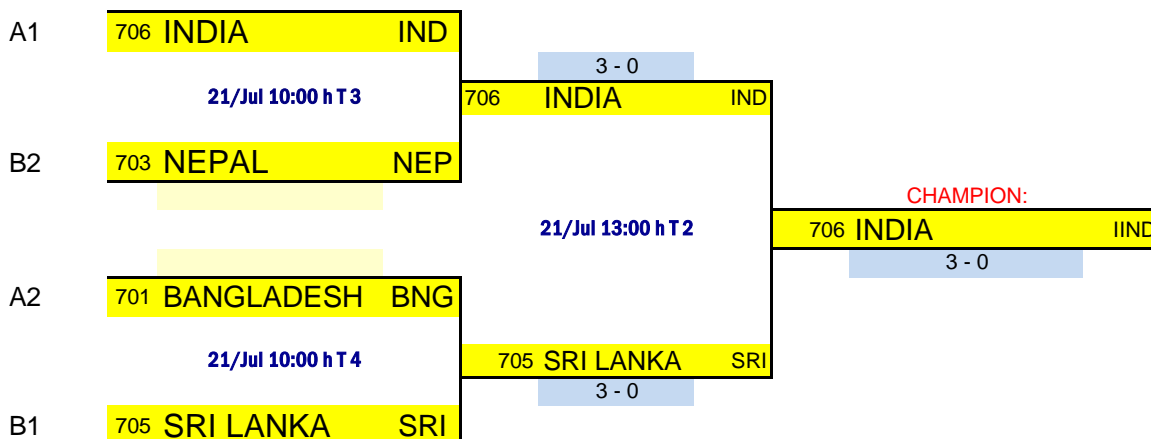 A1 706 INDIA IND
3 - 0
21/Jul 10:00 h T 3
706 INDIA IND
B2 703 NEPAL NEP
CHAMPION:
21/Jul 13:00 h T 2
706 INDIA IIND
3 - 0
A2 701 BANGLADESH BNG
21/Jul 10:00 h T 4
705 SRI LANKA SRI
3 - 0
B1 705 SRI LANKA SRI